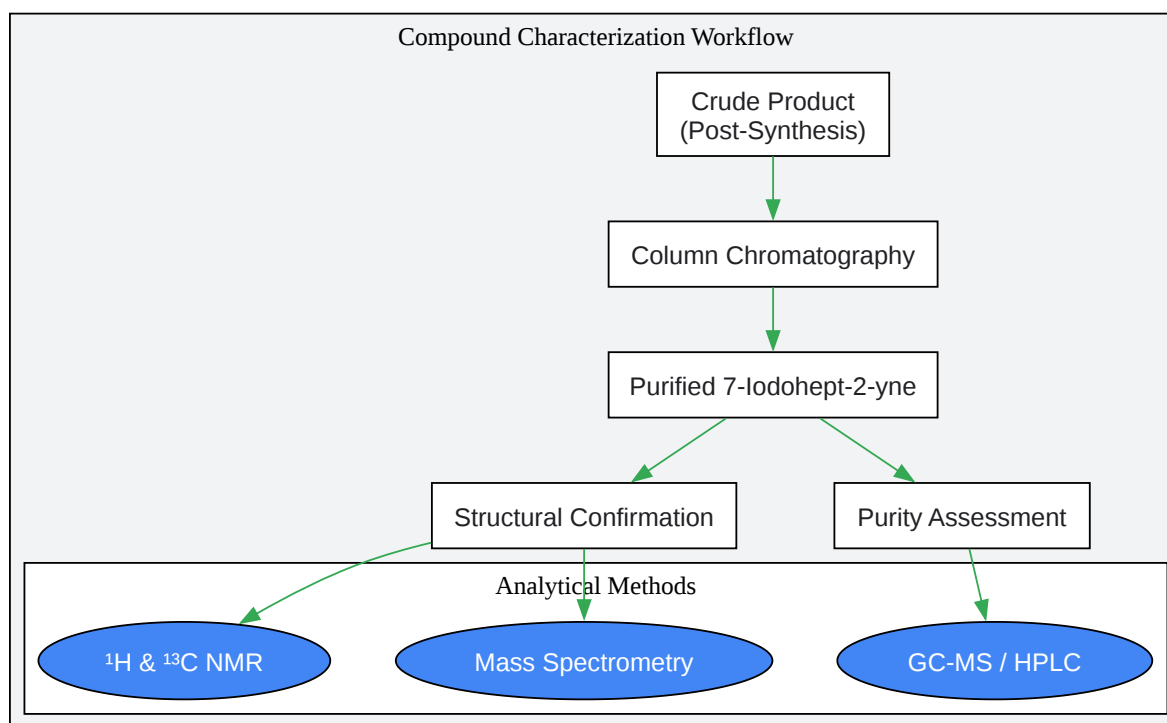 Compound Characterization Workflow
Crude Product
(Post-Synthesis)
Column Chromatography
Purified 7-Iodohept-2-yne
Structural Confirmation
Purity Assessment
Analytical Methods
¹H & ¹³C NMR
Mass Spectrometry
GC-MS / HPLC